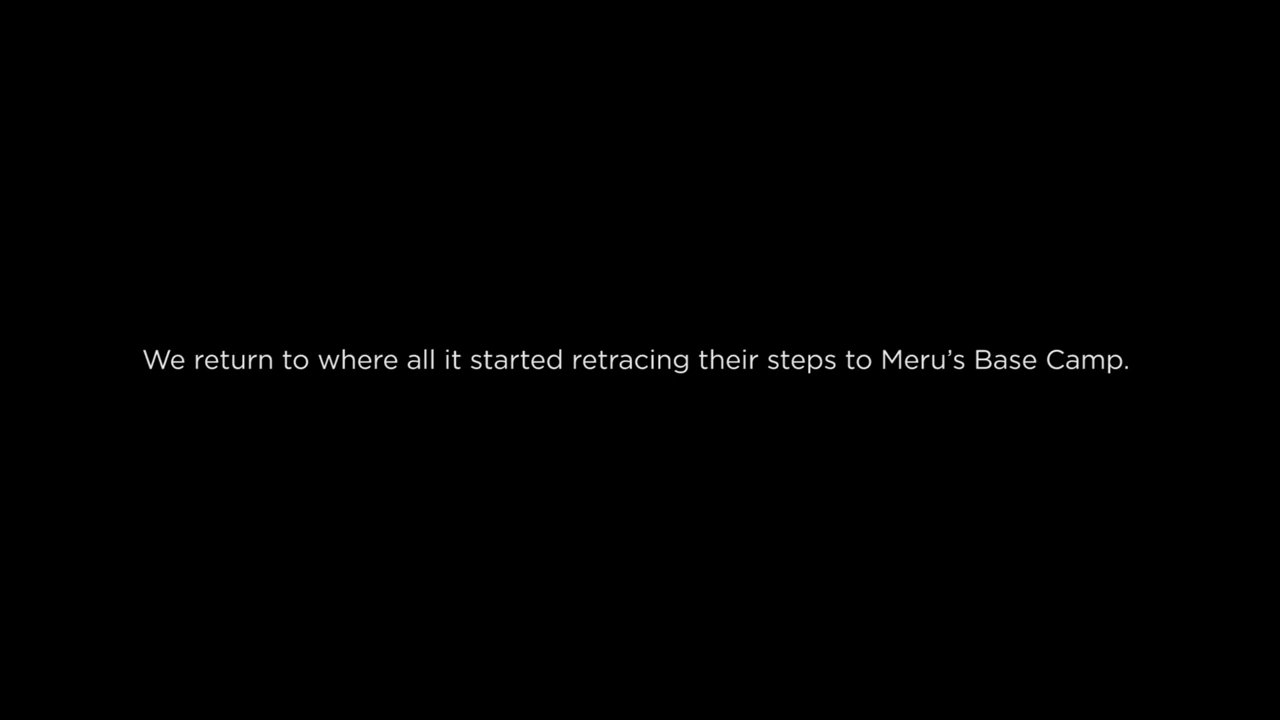 We return to where all it started retracing their steps to Meru’s Base Camp.